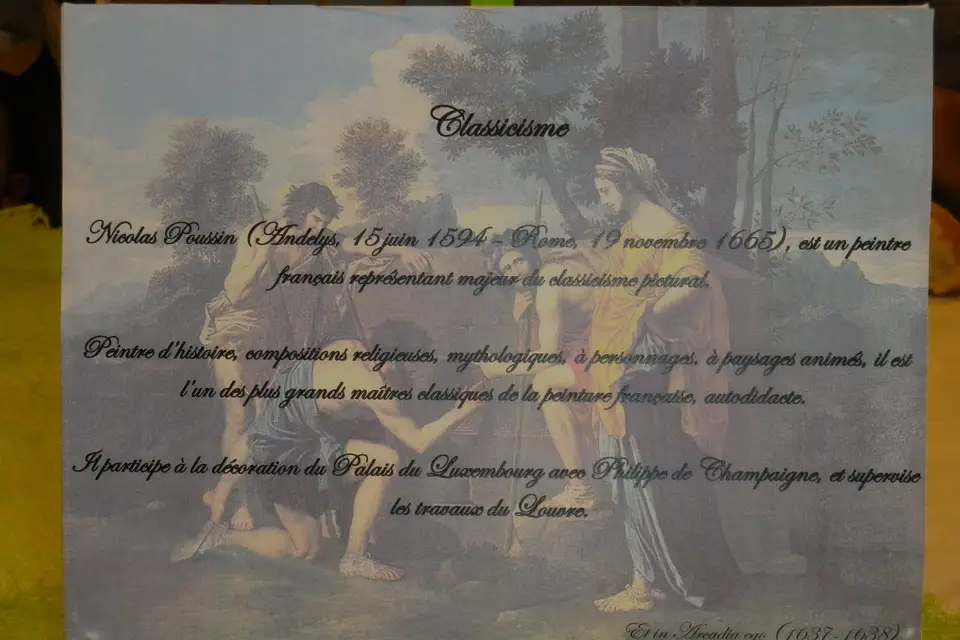 Classicisme
Nicolas Poussin (Andelys, 15 juin 1594 - Rome, 19 novembre 1665), est un peintre
français représentant majeur du classicisme pictural.
Peintre d'histoire, compositions religieuses, mythologiques, à personnages, à paysages animés, il est
l'un des plus grands maîtres classiques de la peinture française, autodidacte.
Il participe à la décoration du Palais du Luxembourg avec Philippe de Champaigne, et supervise
les travaux du Louvre.
Et in Arcadia ego (1637-1638)